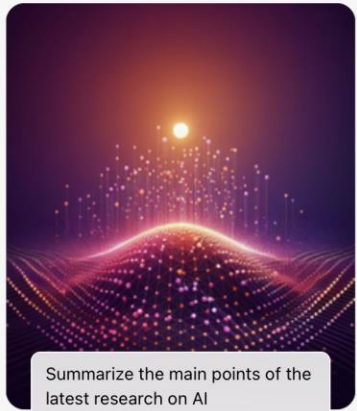 Summarize the main points of the
latest research on AI